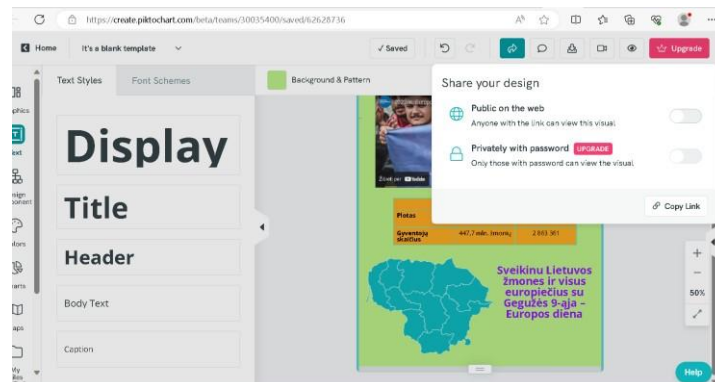 https://create.piktochart.com/beta/teams/30035400/saved/62628736
Home
It's a blank template
✓ Saved
Upgrade
Text Styles
Font Schemes
Background & Pattern
Share your design
Public on the web
Anyone with the link can view this visual.
Privately with password UPGRADE
Only those with password can view the visual.
Copy Link
Display
Title
Header
Body Text
Caption
Žiūrėti per YouTube
Plotas
Gyventojų 447,7 mln. žmonių 2 803 301
skaičius
Sveikinu Lietuvos
žmones ir visus
europiečius su
Gegužės 9-ąja –
Europos diena
50%
Help